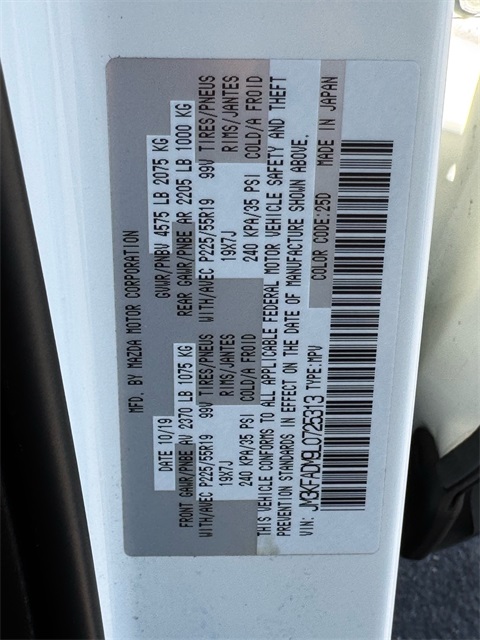 MFD. BY MAZDA MOTOR CORPORATION
DATE 10/19 GVWR/PNBV 4575 LB 2075 KG
FRONT GAWR/PNBE AV 2370 LB 1075 KG REAR GAWR/PNBE AR 2205 LB 1000 KG
WITH/AVEC P225/55R19 99V TIRES/PNEUS WITH/AVEC P225/55R19 99V TIRES/PNEUS
19X7J RIMS/JANTES 19X7J RIMS/JANTES
240 KPA/35 PSI COLD/A FROID 240 KPA/35 PSI COLD/A FROID
THIS VEHICLE CONFORMS TO ALL APPLICABLE FEDERAL MOTOR VEHICLE SAFETY AND THEFT
PREVENTION STANDARDS IN EFFECT ON THE DATE OF MANUFACTURE SHOWN ABOVE.
VIN: JM3KFADM9L0725313 TYPE:MPV COLOR CODE:25D MADE IN JAPAN